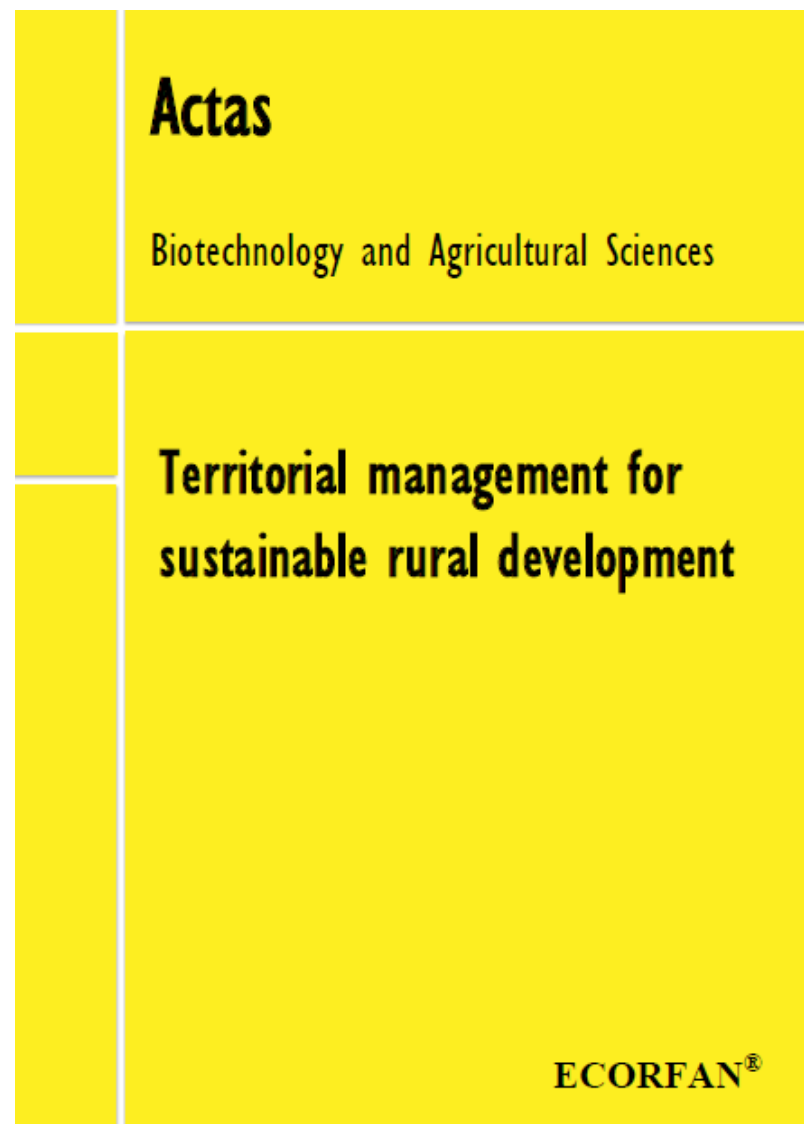 Actas
Biotechnology and Agricultural Sciences
Territorial management for
sustainable rural development
ECORFAN®